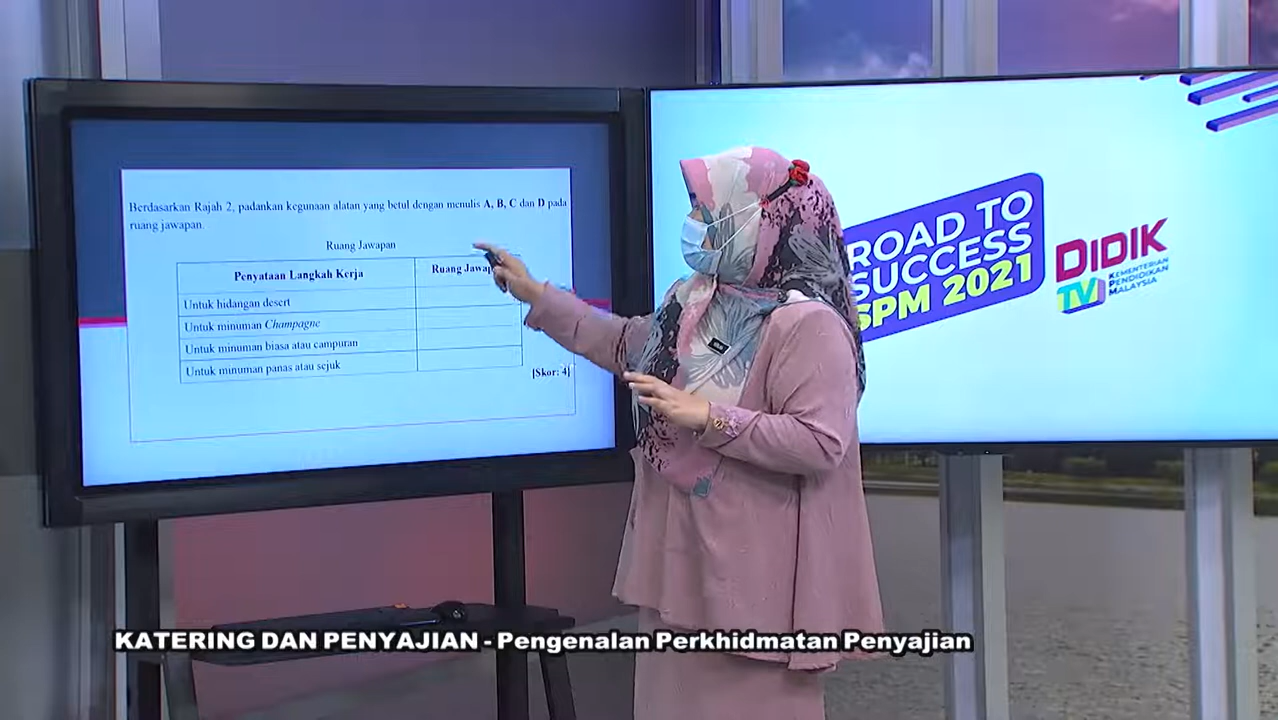 Berdasarkan Rajah 2, padankan kegunaan alatan yang betul dengan menulis A, B, C dan D pada
ruang jawapan.
Ruang Jawapan
Penyataan Langkah Kerja
Ruang
Untuk hidangan desert
Untuk minuman Champagne
Untuk minuman biasa atau campuran
Untuk minuman panas atau sejuk
[Skor: 4]
ROAD TO
SUCCESS
SPM 2021
DIDIK
TV
KEMENTERIAN
PENDIDIKAN
MALAYSIA
KATERING DAN PENYAJIAN - Pengenalan Perkhidmatan Penyajian